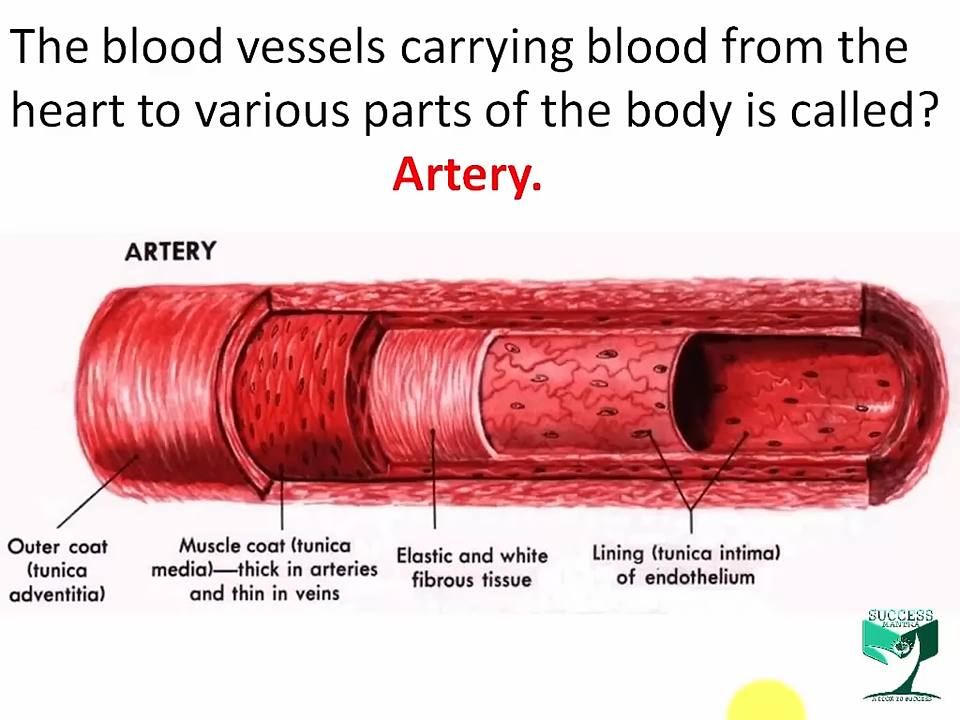 The blood vessels carrying blood from the
heart to various parts of the body is called?
Artery.
ARTERY
Outer coat
(tunica
adventitia)
Muscle coat (tunica
media)—thick in arteries
and thin in veins
Elastic and white
fibrous tissue
Lining (tunica intima)
of endothelium
SUCCESS
MANTRA